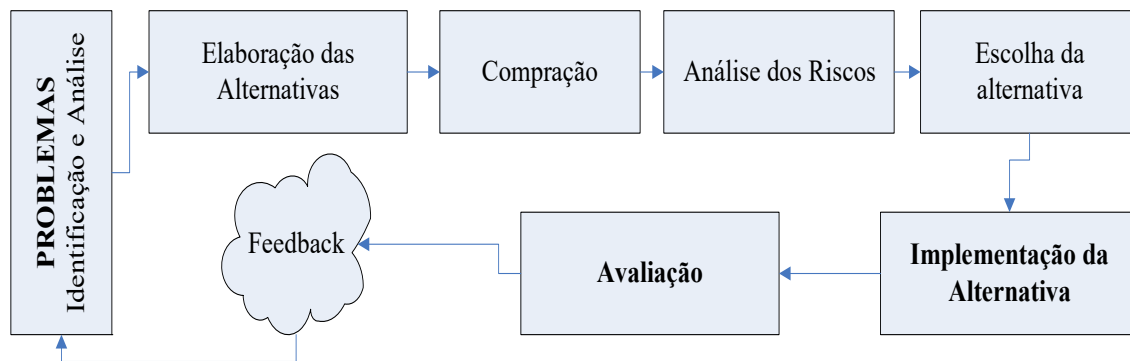 PROBLEMAS
Identificação e Análise
Elaboração das
Alternativas
Compração
Análise dos Riscos
Escolha da
alternativa
Implementação da
Alternativa
Avaliação
Feedback